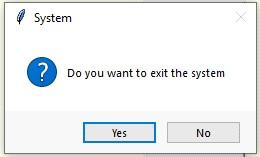 System
Do you want to exit the system
Yes
No